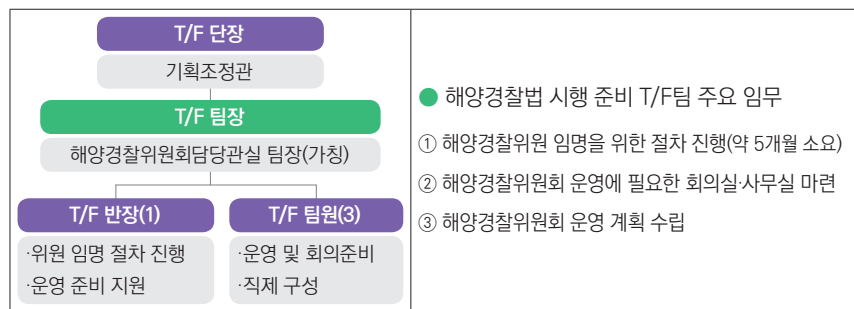 T/F 단장
기획조정관
T/F 팀장
해양경찰위원회담당관실 팀장(가칭)
T/F 반장(1)
·위원 임명 절차 진행
·운영 준비 지원
T/F 팀원(3)
·운영 및 회의준비
·직제 구성
● 해양경찰법 시행 준비 T/F팀 주요 임무
① 해양경찰위원 임명을 위한 절차 진행(약 5개월 소요)
② 해양경찰위원회 운영에 필요한 회의실·사무실 마련
③ 해양경찰위원회 운영 계획 수립